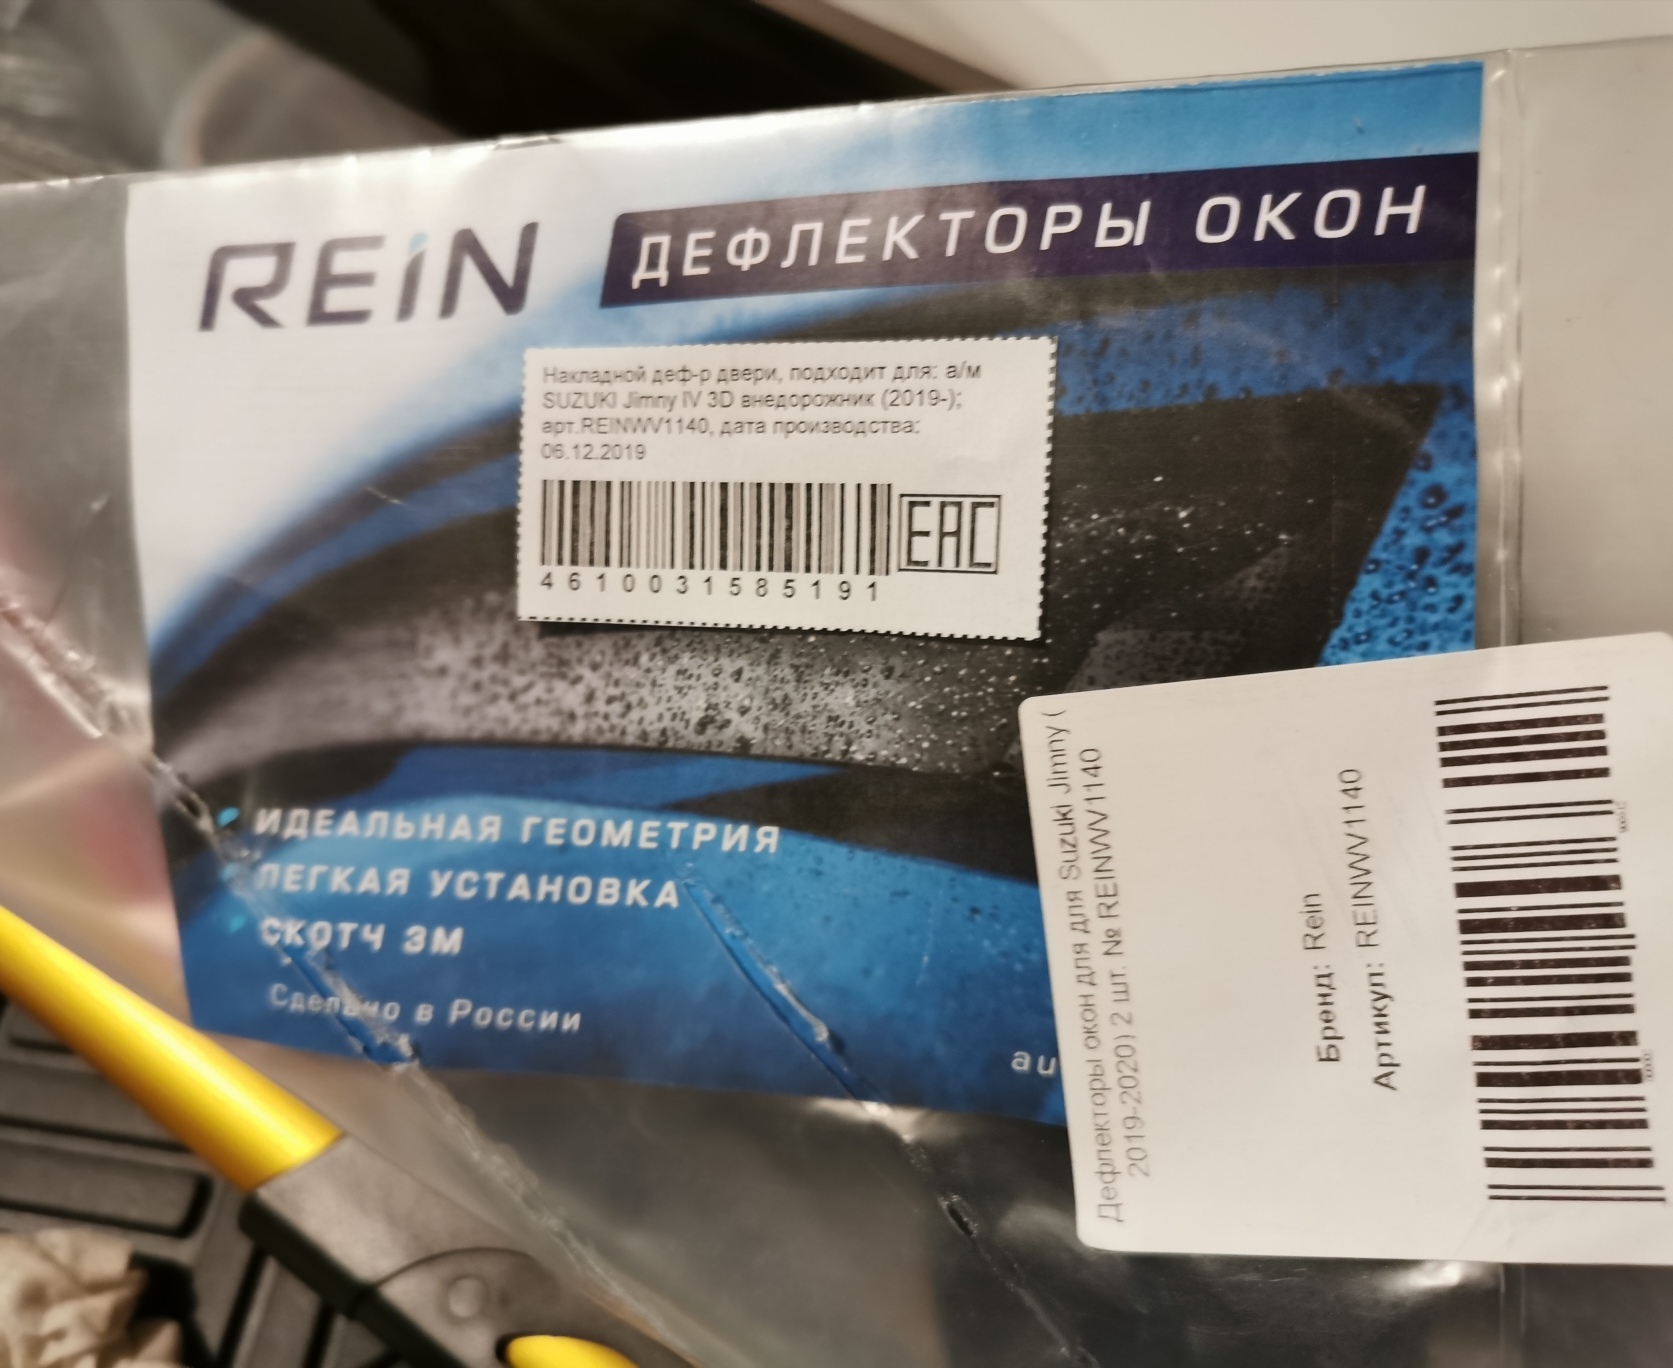 REiN
ДЕФЛЕКТОРЫ ОКОН
Накладной деф-р двери, подходит для: а/м
SUZUKI Jimny IV 3D внедорожник (2019-);
арт.REINWV1140, дата производства:
06.12.2019
4610031585191
EAC
ИДЕАЛЬНАЯ ГЕОМЕТРИЯ
ЛЕГКАЯ УСТАНОВКА
СКОТЧ 3М
Сделано в России
au
Дефлекторы окон для для Suzuki Jimny (
2019-2020) 2 шт. № REINWV1140
Бренд: Rein
Артикул: REINWV1140